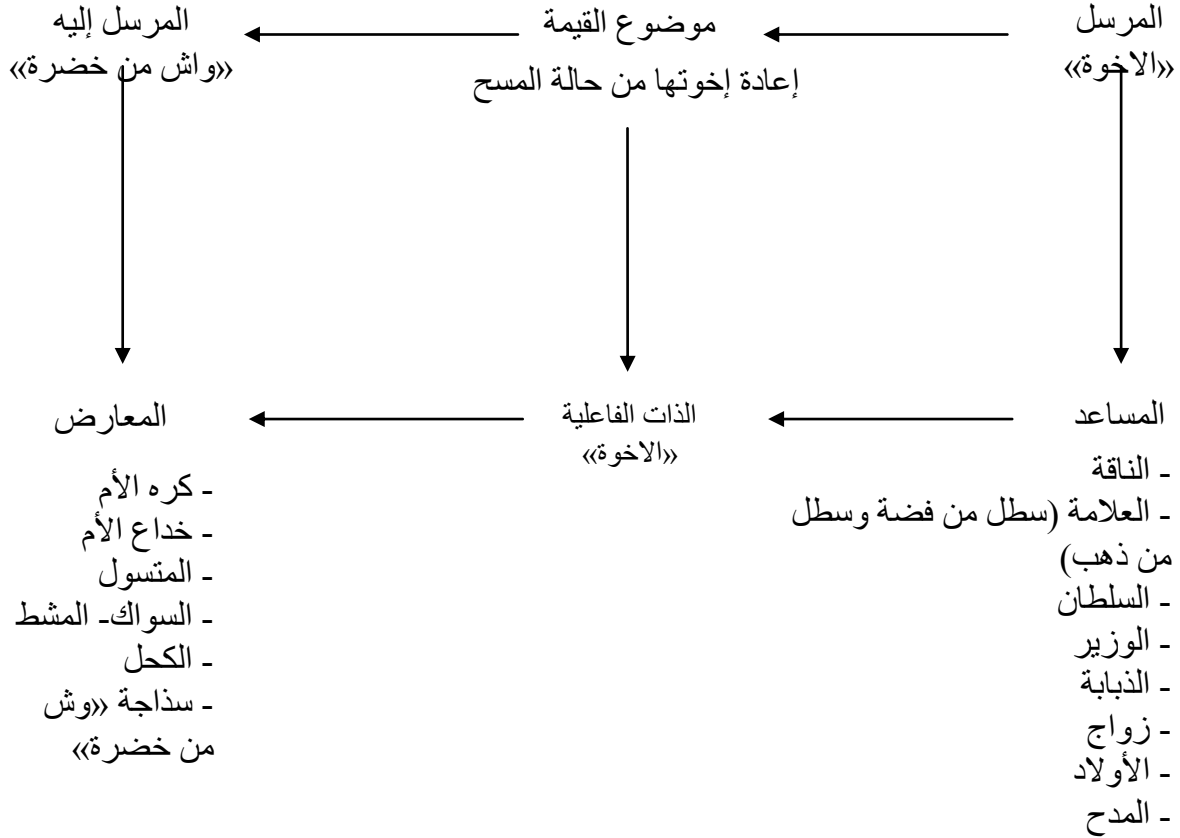 المرسل
«الاخوة»
موضوع القيمة
إعادة إخوتها من حالة المسح
المرسل إليه
«واش من خضرة»
المساعد
- الناقة
- العلامة (سطل من فضة وسطل
من ذهب)
- السلطان
- الوزير
- الذبابة
- زواج
- الأولاد
- المدح
الذات الفاعلية
«الاخوة»
المعارض
- كره الأم
- خداع الأم
- المتسول
- السواك- المشط
- الكحل
- سذاجة «وش
من خضرة»